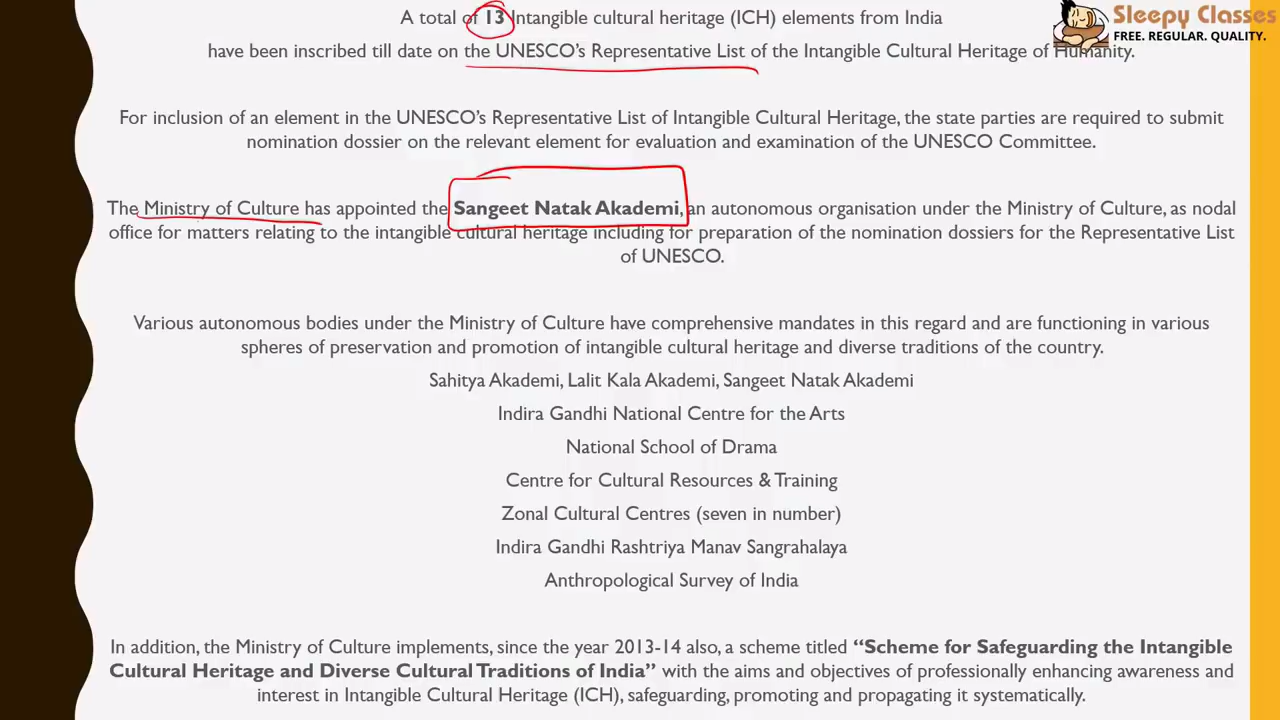 A total of 13 Intangible cultural heritage (ICH) elements from India
have been inscribed till date on the UNESCO's Representative List of the Intangible Cultural Heritage of Humanity.
Sleepy Classes
FREE. REGULAR. QUALITY.
For inclusion of an element in the UNESCO's Representative List of Intangible Cultural Heritage, the state parties are required to submit
nomination dossier on the relevant element for evaluation and examination of the UNESCO Committee.
The Ministry of Culture has appointed the Sangeet Natak Akademi, an autonomous organisation under the Ministry of Culture, as nodal
office for matters relating to the intangible cultural heritage including for preparation of the nomination dossiers for the Representative List
of UNESCO.
Various autonomous bodies under the Ministry of Culture have comprehensive mandates in this regard and are functioning in various
spheres of preservation and promotion of intangible cultural heritage and diverse traditions of the country.
Sahitya Akademi, Lalit Kala Akademi, Sangeet Natak Akademi
Indira Gandhi National Centre for the Arts
National School of Drama
Centre for Cultural Resources & Training
Zonal Cultural Centres (seven in number)
Indira Gandhi Rashtriya Manav Sangrahalaya
Anthropological Survey of India
In addition, the Ministry of Culture implements, since the year 2013-14 also, a scheme titled “Scheme for Safeguarding the Intangible
Cultural Heritage and Diverse Cultural Traditions of India” with the aims and objectives of professionally enhancing awareness and
interest in Intangible Cultural Heritage (ICH), safeguarding, promoting and propagating it systematically.